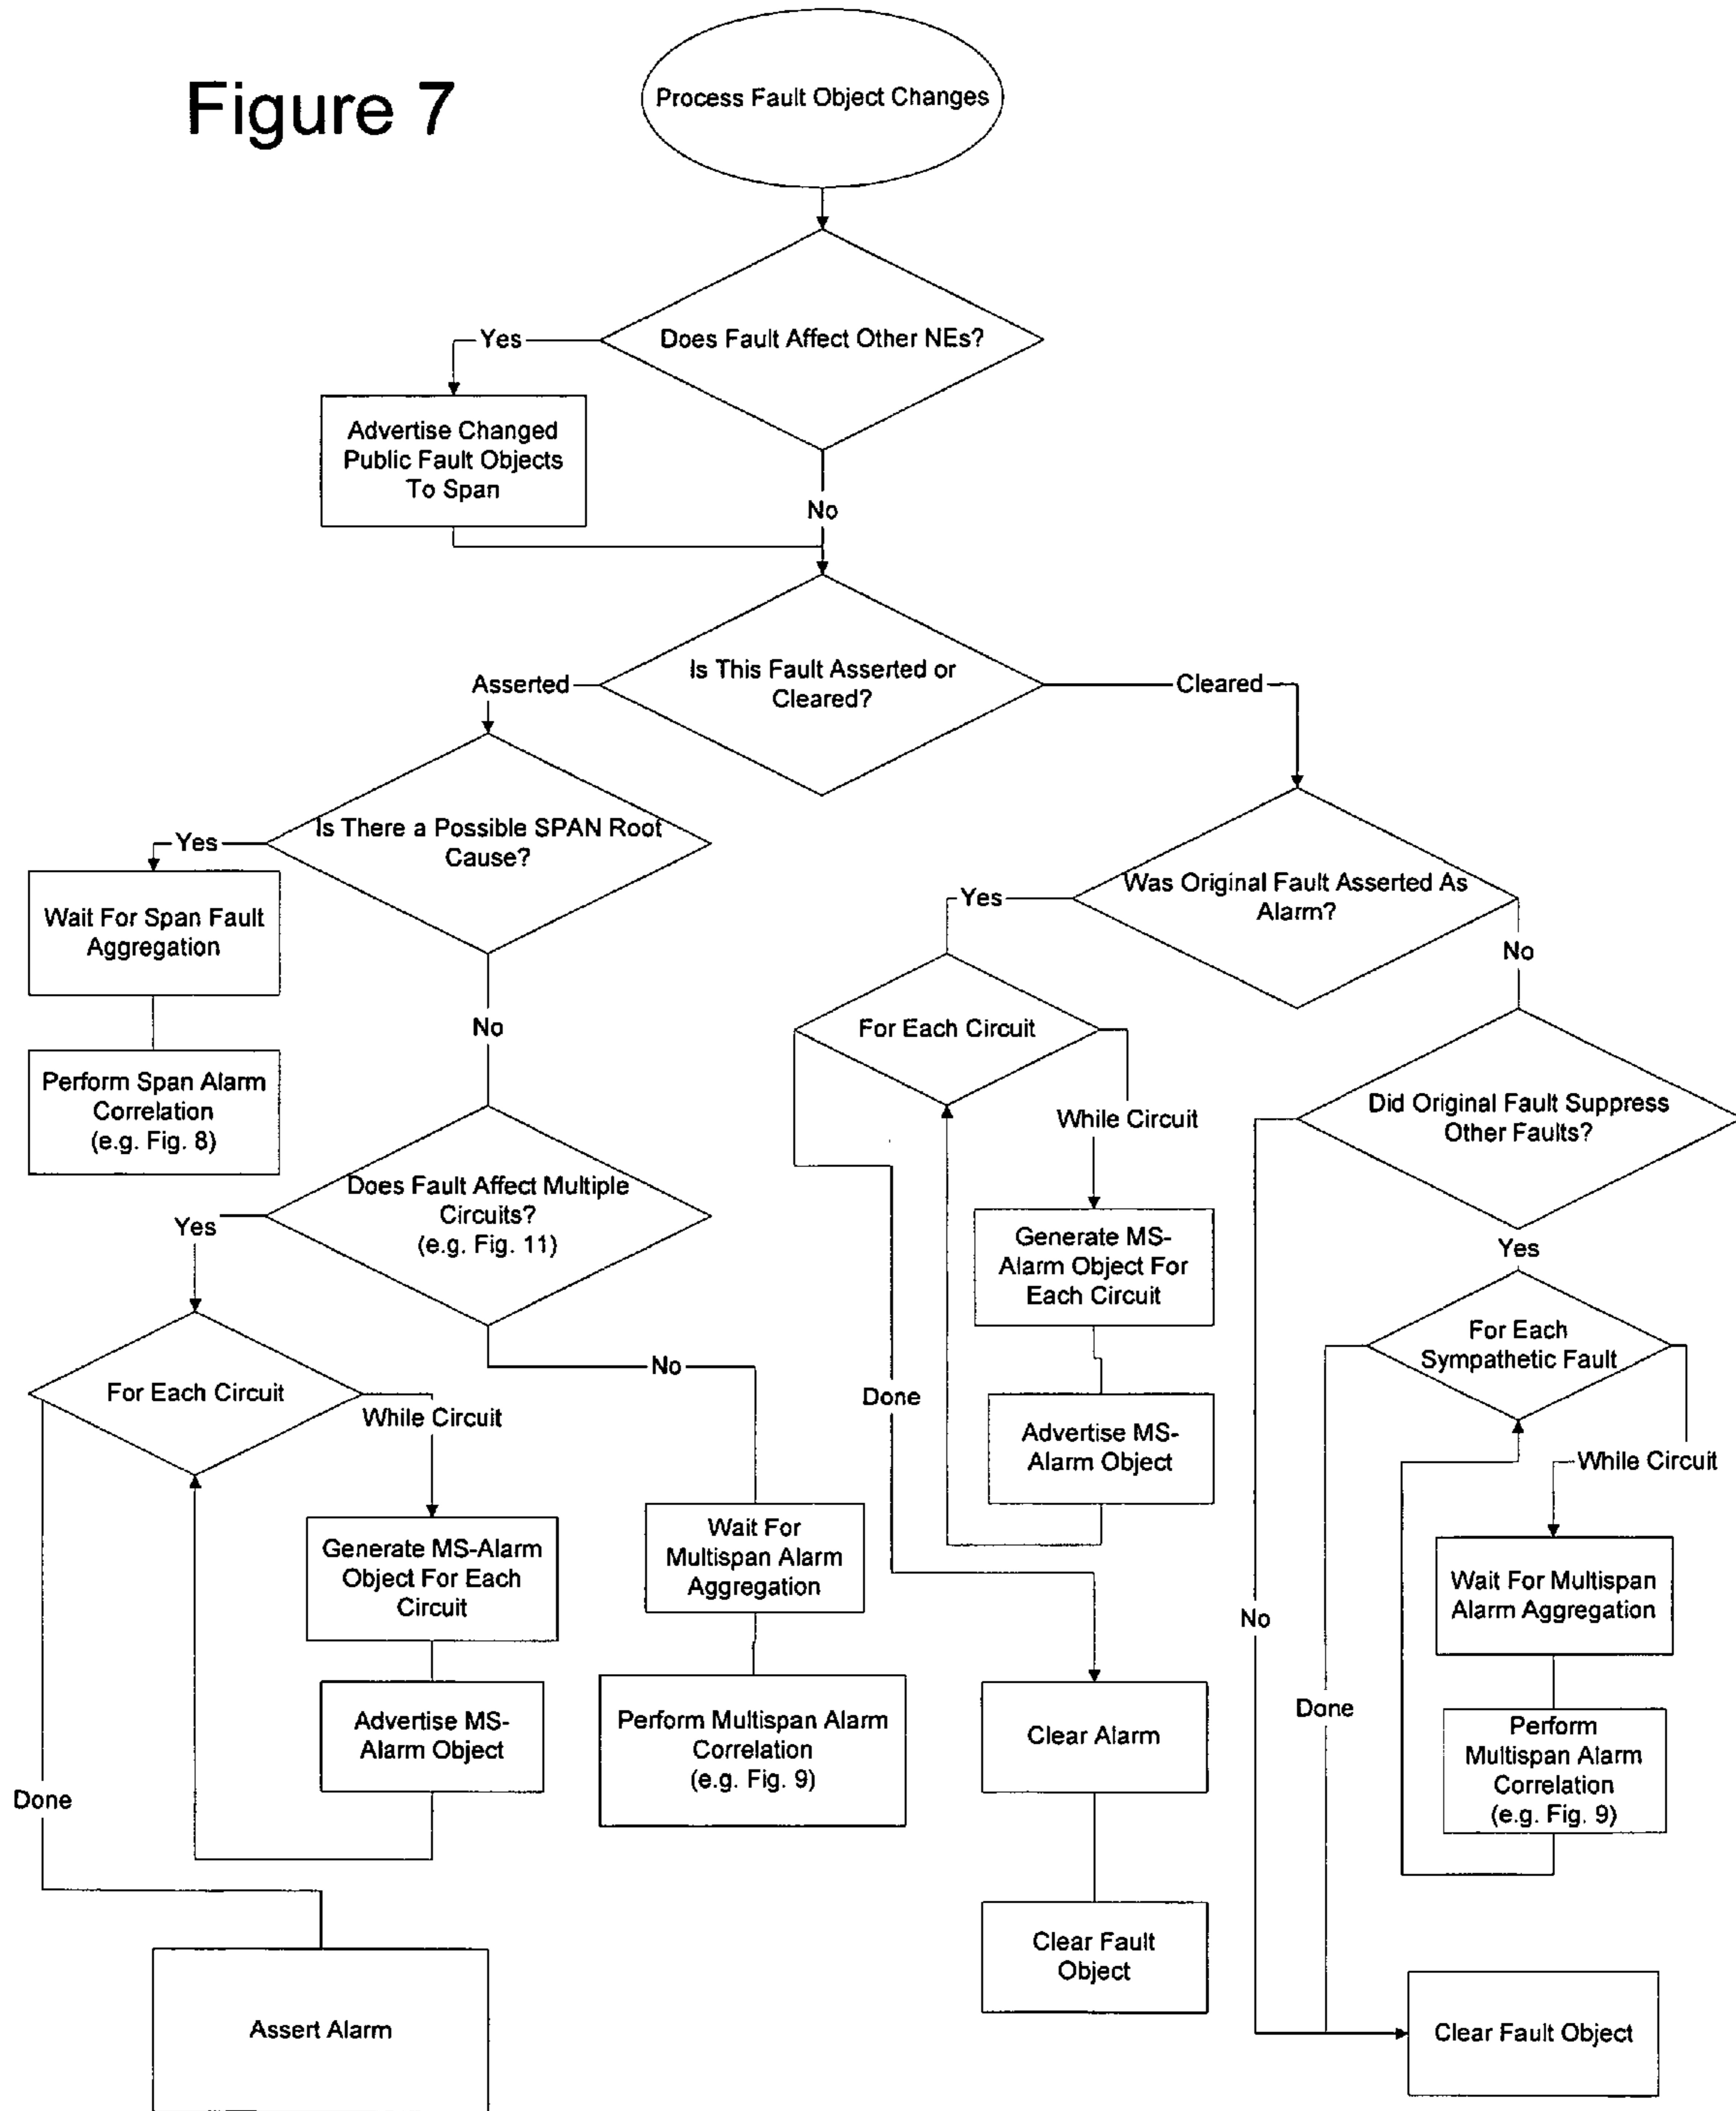 Figure 7
Process Fault Object Changes
Does Fault Affect Other NEs?
Yes
Advertise Changed
Public Fault Objects
To Span
No
Is This Fault Asserted or
Cleared?
Asserted
Cleared
Is There a Possible SPAN Root
Cause?
Yes
Wait For Span Fault
Aggregation
Perform Span Alarm
Correlation
(e.g. Fig. 8)
No
Does Fault Affect Multiple
Circuits?
(e.g. Fig. 11)
Yes
For Each Circuit
While Circuit
Generate MS-Alarm
Object For Each
Circuit
Advertise MS-
Alarm Object
Done
Assert Alarm
No
Wait For
Multispan Alarm
Aggregation
Perform Multispan Alarm
Correlation
(e.g. Fig. 9)
Was Original Fault Asserted As
Alarm?
Yes
For Each Circuit
While Circuit
Generate MS-
Alarm Object For
Each Circuit
Advertise MS-
Alarm Object
Done
Clear Alarm
Clear Fault
Object
No
Did Original Fault Suppress
Other Faults?
Yes
For Each
Sympathetic Fault
While Circuit
Wait For Multispan
Alarm Aggregation
Perform
Multispan Alarm
Correlation
(e.g. Fig. 9)
No
Done
Clear Fault Object